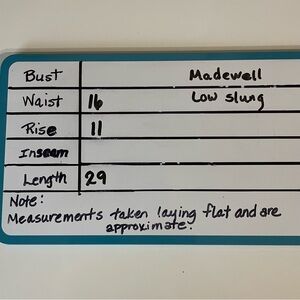 Bust Madewell
Waist 16 Low slung
Rise 11
Inseam
Length 29
Note:
Measurements taken laying flat and are
approximate.